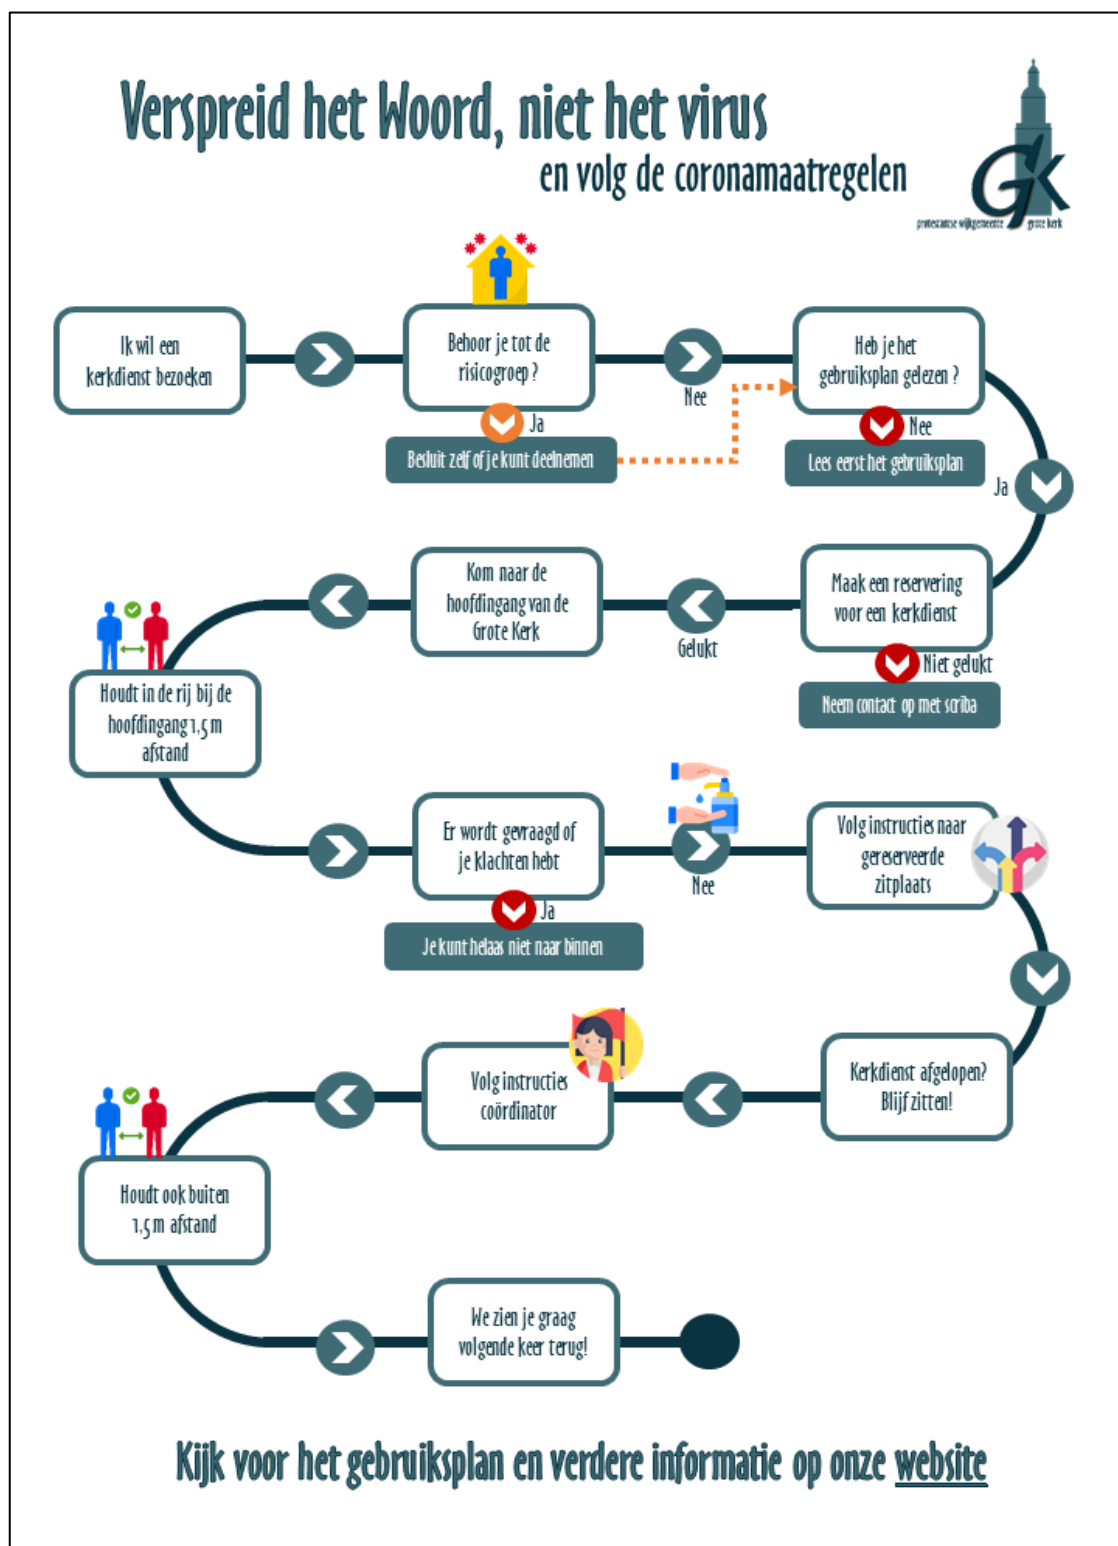 Verspreid het Woord, niet het virus
en volg de coronamaatregelen
GK
protestantse wijkgemeente grote kerk
Ik wil een
kerkdienst bezoeken
Behoor je tot de
risicogroep ?
Nee
Heb je het
gebruiksplan gelezen ?
Ja
Besluit zelf of je kunt deelnemen
Nee
Lees eerst het gebruiksplan
Ja
Maak een reservering
voor een kerkdienst
Niet gelukt
Neem contact op met scriba
Gelukt
Kom naar de
hoofdingang van de
Grote Kerk
Houdt in de rij bij de
hoofdingang 1,5 m
afstand
Er wordt gevraagd of
je klachten hebt
Ja
Je kunt helaas niet naar binnen
Nee
Volg instructies naar
gereserveerde
zitplaats
Kerkdienst afgelopen?
Blijf zitten!
Volg instructies
coördinator
Houdt ook buiten
1,5 m afstand
We zien je graag
volgende keer terug!
Kijk voor het gebruiksplan en verdere informatie op onze website